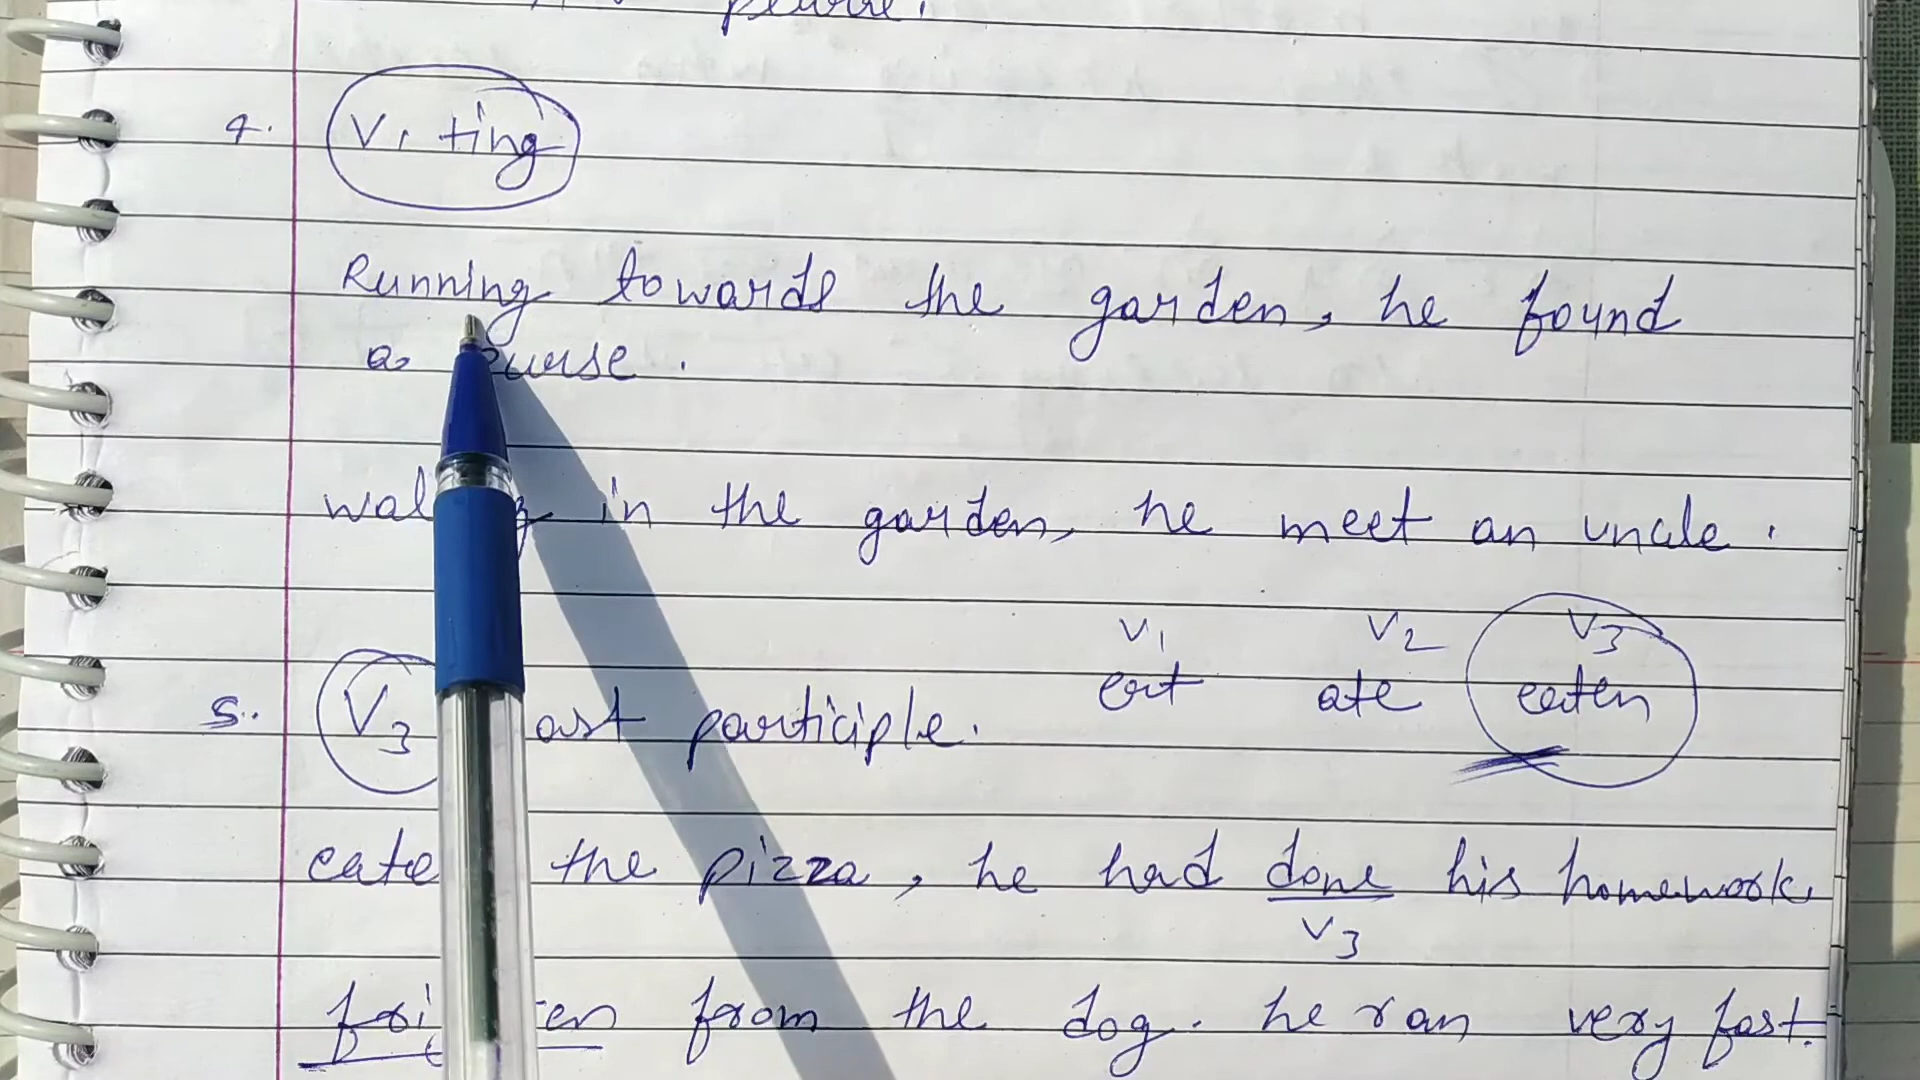 4. V1 +ing
Running towards the garden, he found
a purse.
in the garden, he meet an uncle.
V1 V2 V3
eat ate eaten
5. V3 participle.
the pizza, he had done his homework.
V3
from the dog. he ran very fast.